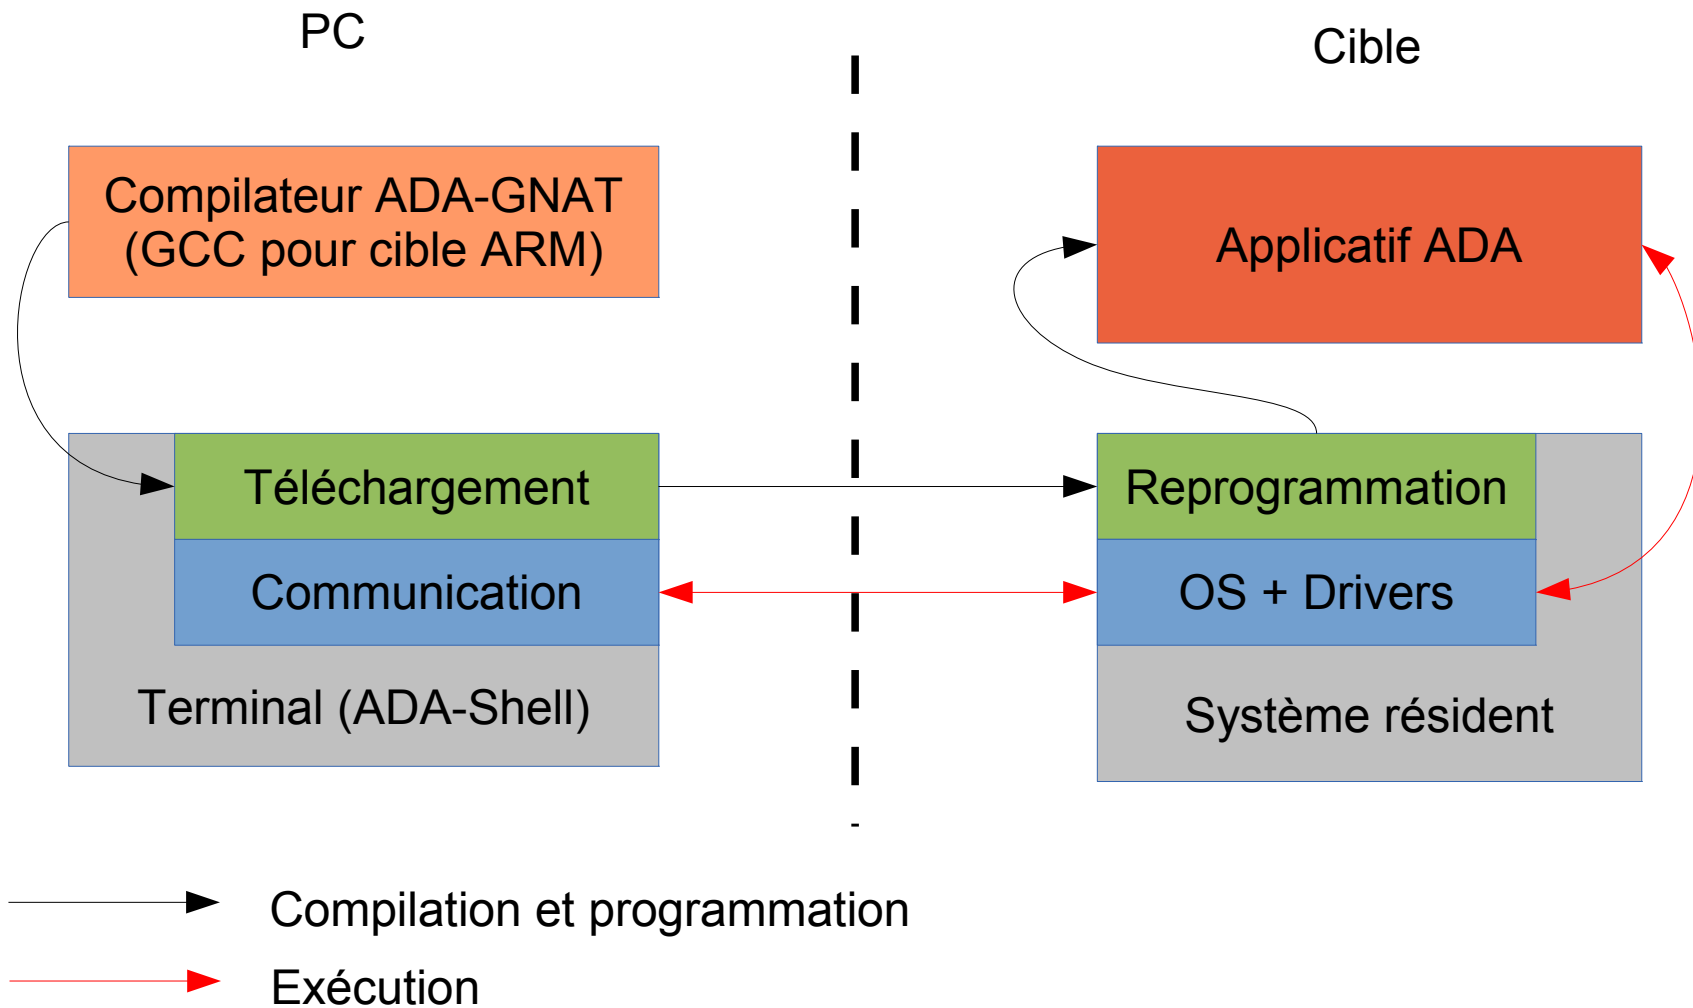 PC
Cible
Compilateur ADA-GNAT
(GCC pour cible ARM)
Applicatif ADA
Téléchargement
Reprogrammation
Communication
OS + Drivers
Terminal (ADA-Shell)
Système résident
Compilation et programmation
Exécution